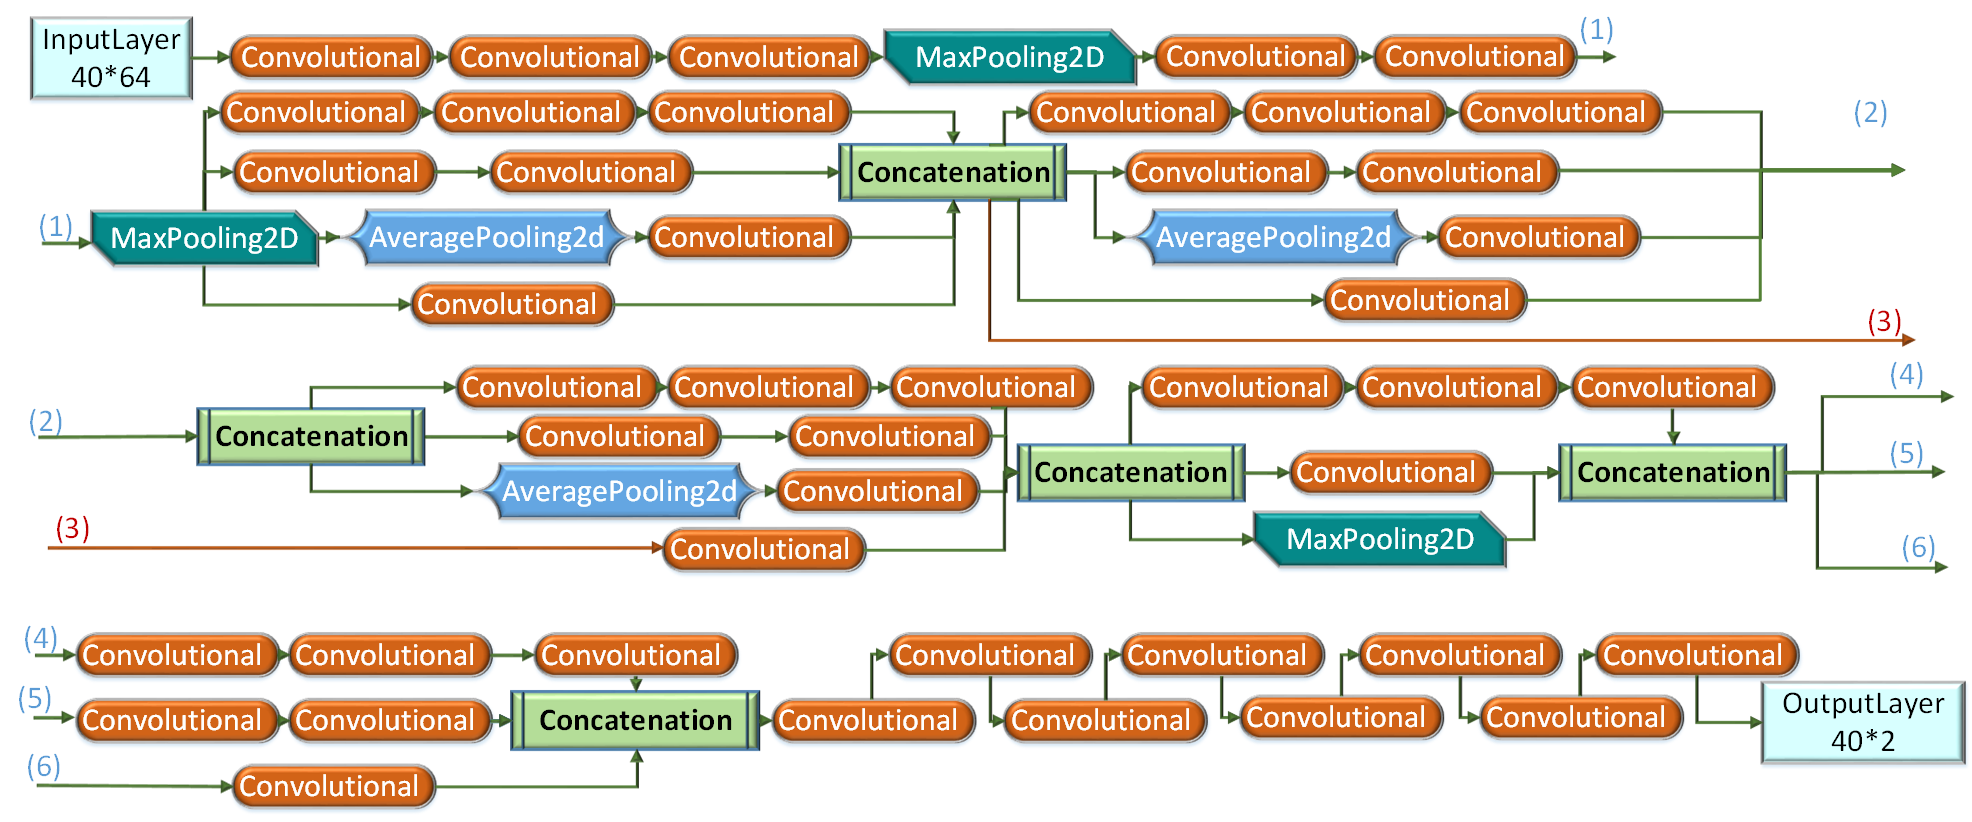 InputLayer
40*64
Convolutional Convolutional Convolutional MaxPooling2D Convolutional Convolutional (1)
Convolutional Convolutional Convolutional Convolutional Convolutional Convolutional (2)
Convolutional Convolutional Concatenation Convolutional Convolutional
(1) MaxPooling2D AveragePooling2d Convolutional AveragePooling2d Convolutional
Convolutional Convolutional
(3)
Convolutional Convolutional Convolutional Convolutional Convolutional Convolutional (4)
(2) Concatenation Convolutional Convolutional
Concatenation Convolutional Concatenation (5)
AveragePooling2d Convolutional
(3) Convolutional MaxPooling2D (6)
(4) Convolutional Convolutional Convolutional Convolutional Convolutional Convolutional Convolutional
(5) Convolutional Convolutional Concatenation Convolutional Convolutional Convolutional Convolutional
OutputLayer
40*2
(6) Convolutional